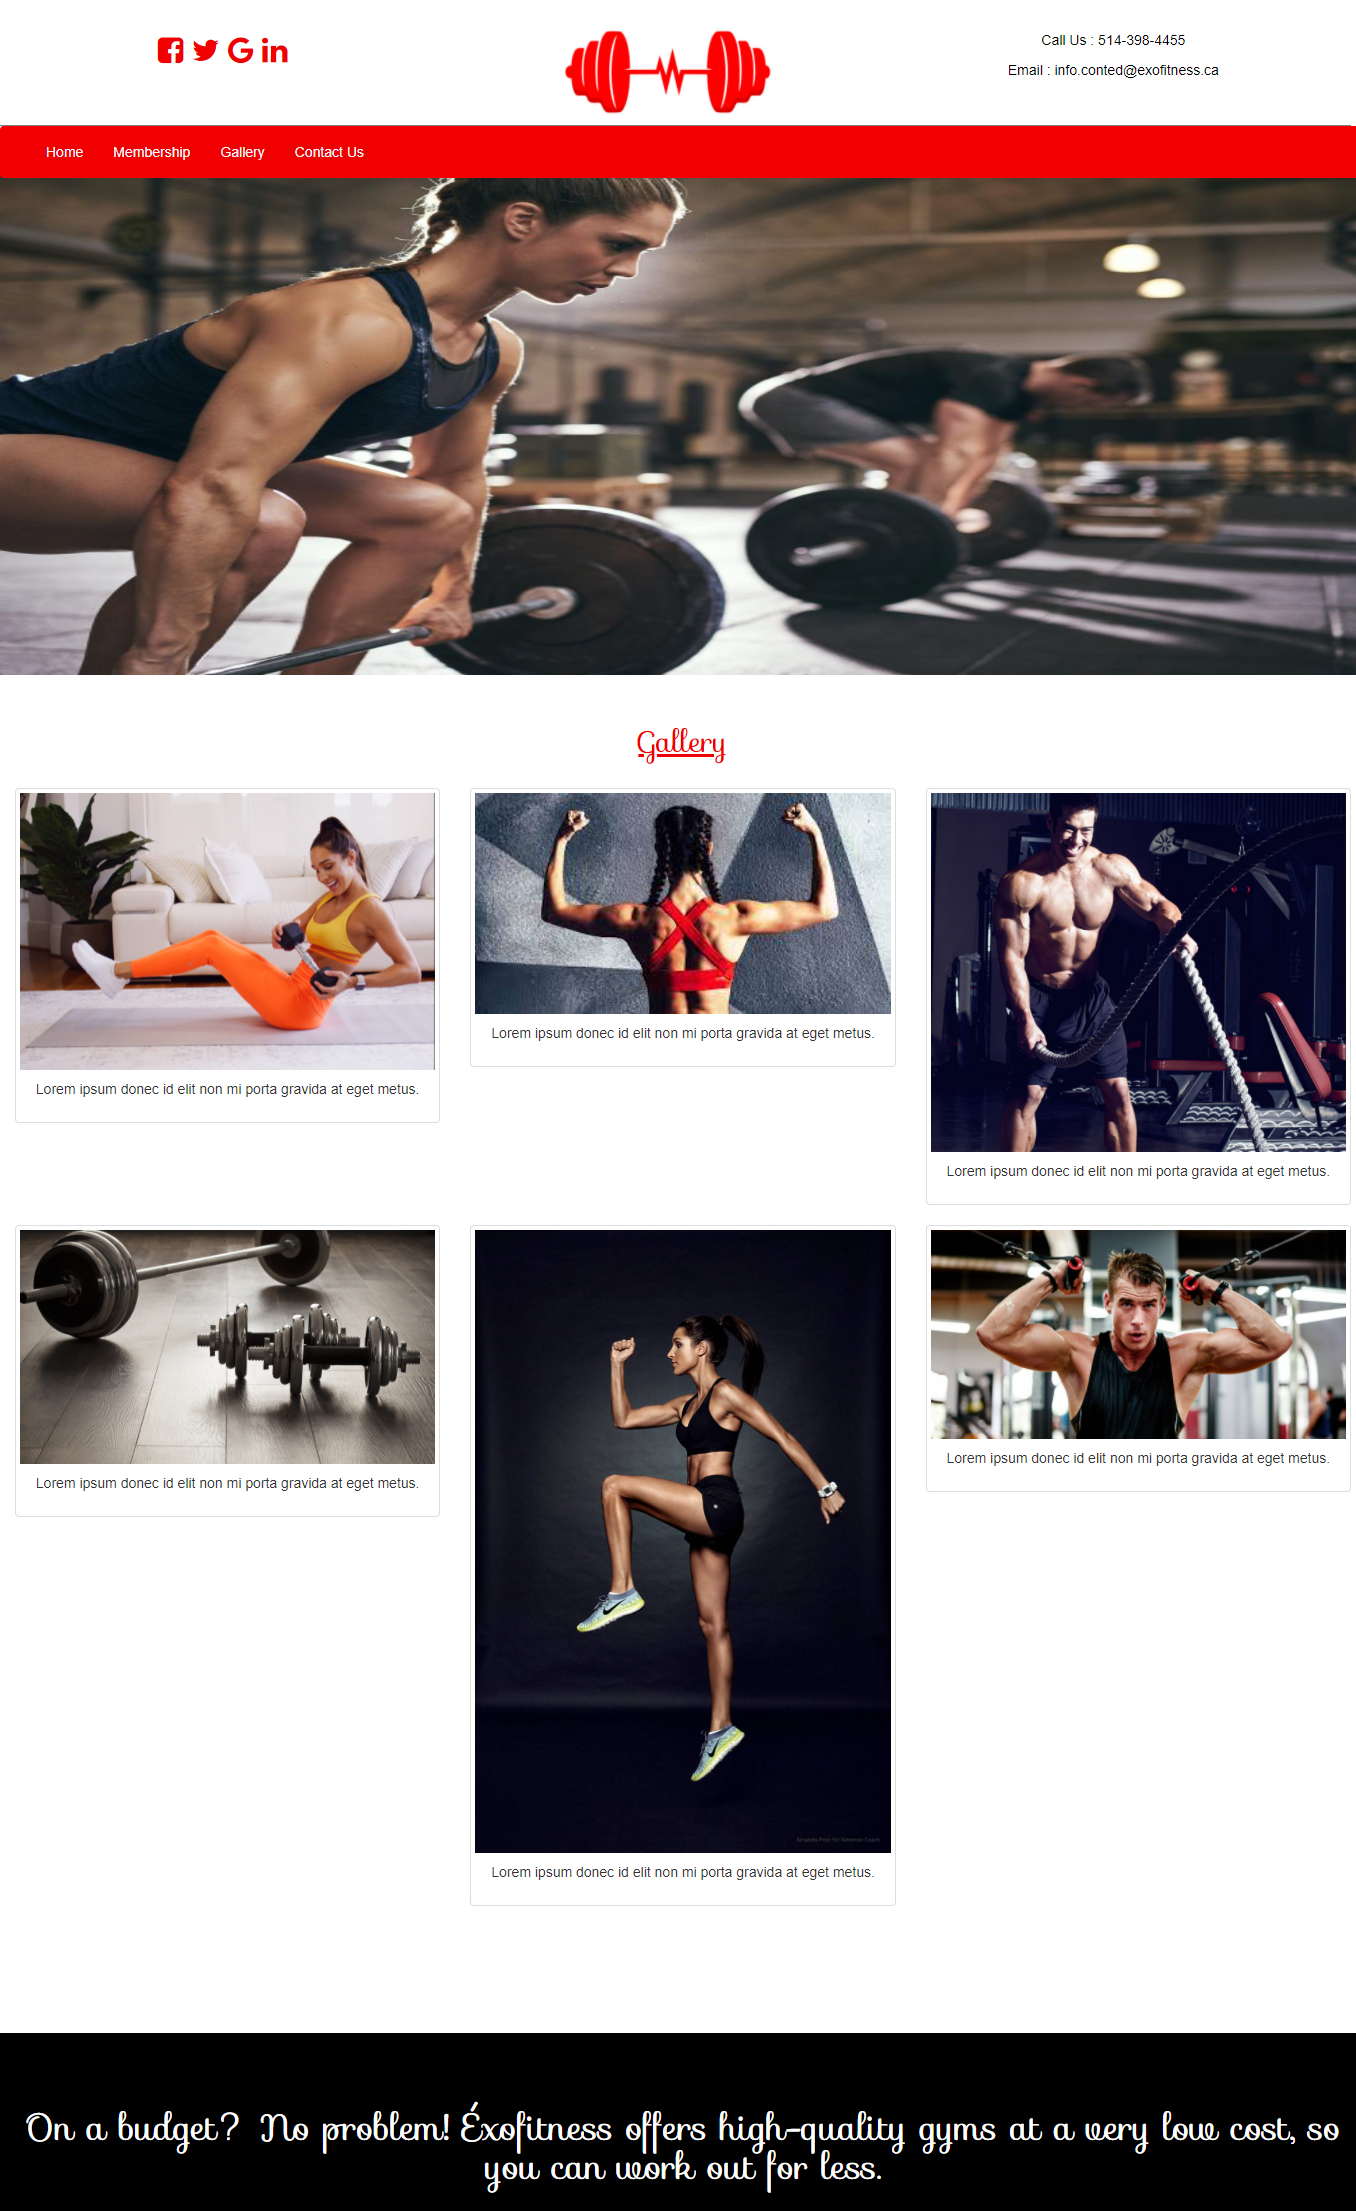 Call Us : 514-398-4455
Email : info.conted@exofitness.ca
Home Membership Gallery Contact Us
Gallery
Lorem ipsum donec id elit non mi porta gravida at eget metus.
Lorem ipsum donec id elit non mi porta gravida at eget metus.
Lorem ipsum donec id elit non mi porta gravida at eget metus.
Lorem ipsum donec id elit non mi porta gravida at eget metus.
Lorem ipsum donec id elit non mi porta gravida at eget metus.
Lorem ipsum donec id elit non mi porta gravida at eget metus.
On a budget? No problem! Éxofitness offers high-quality gyms at a very low cost, so
you can work out for less.